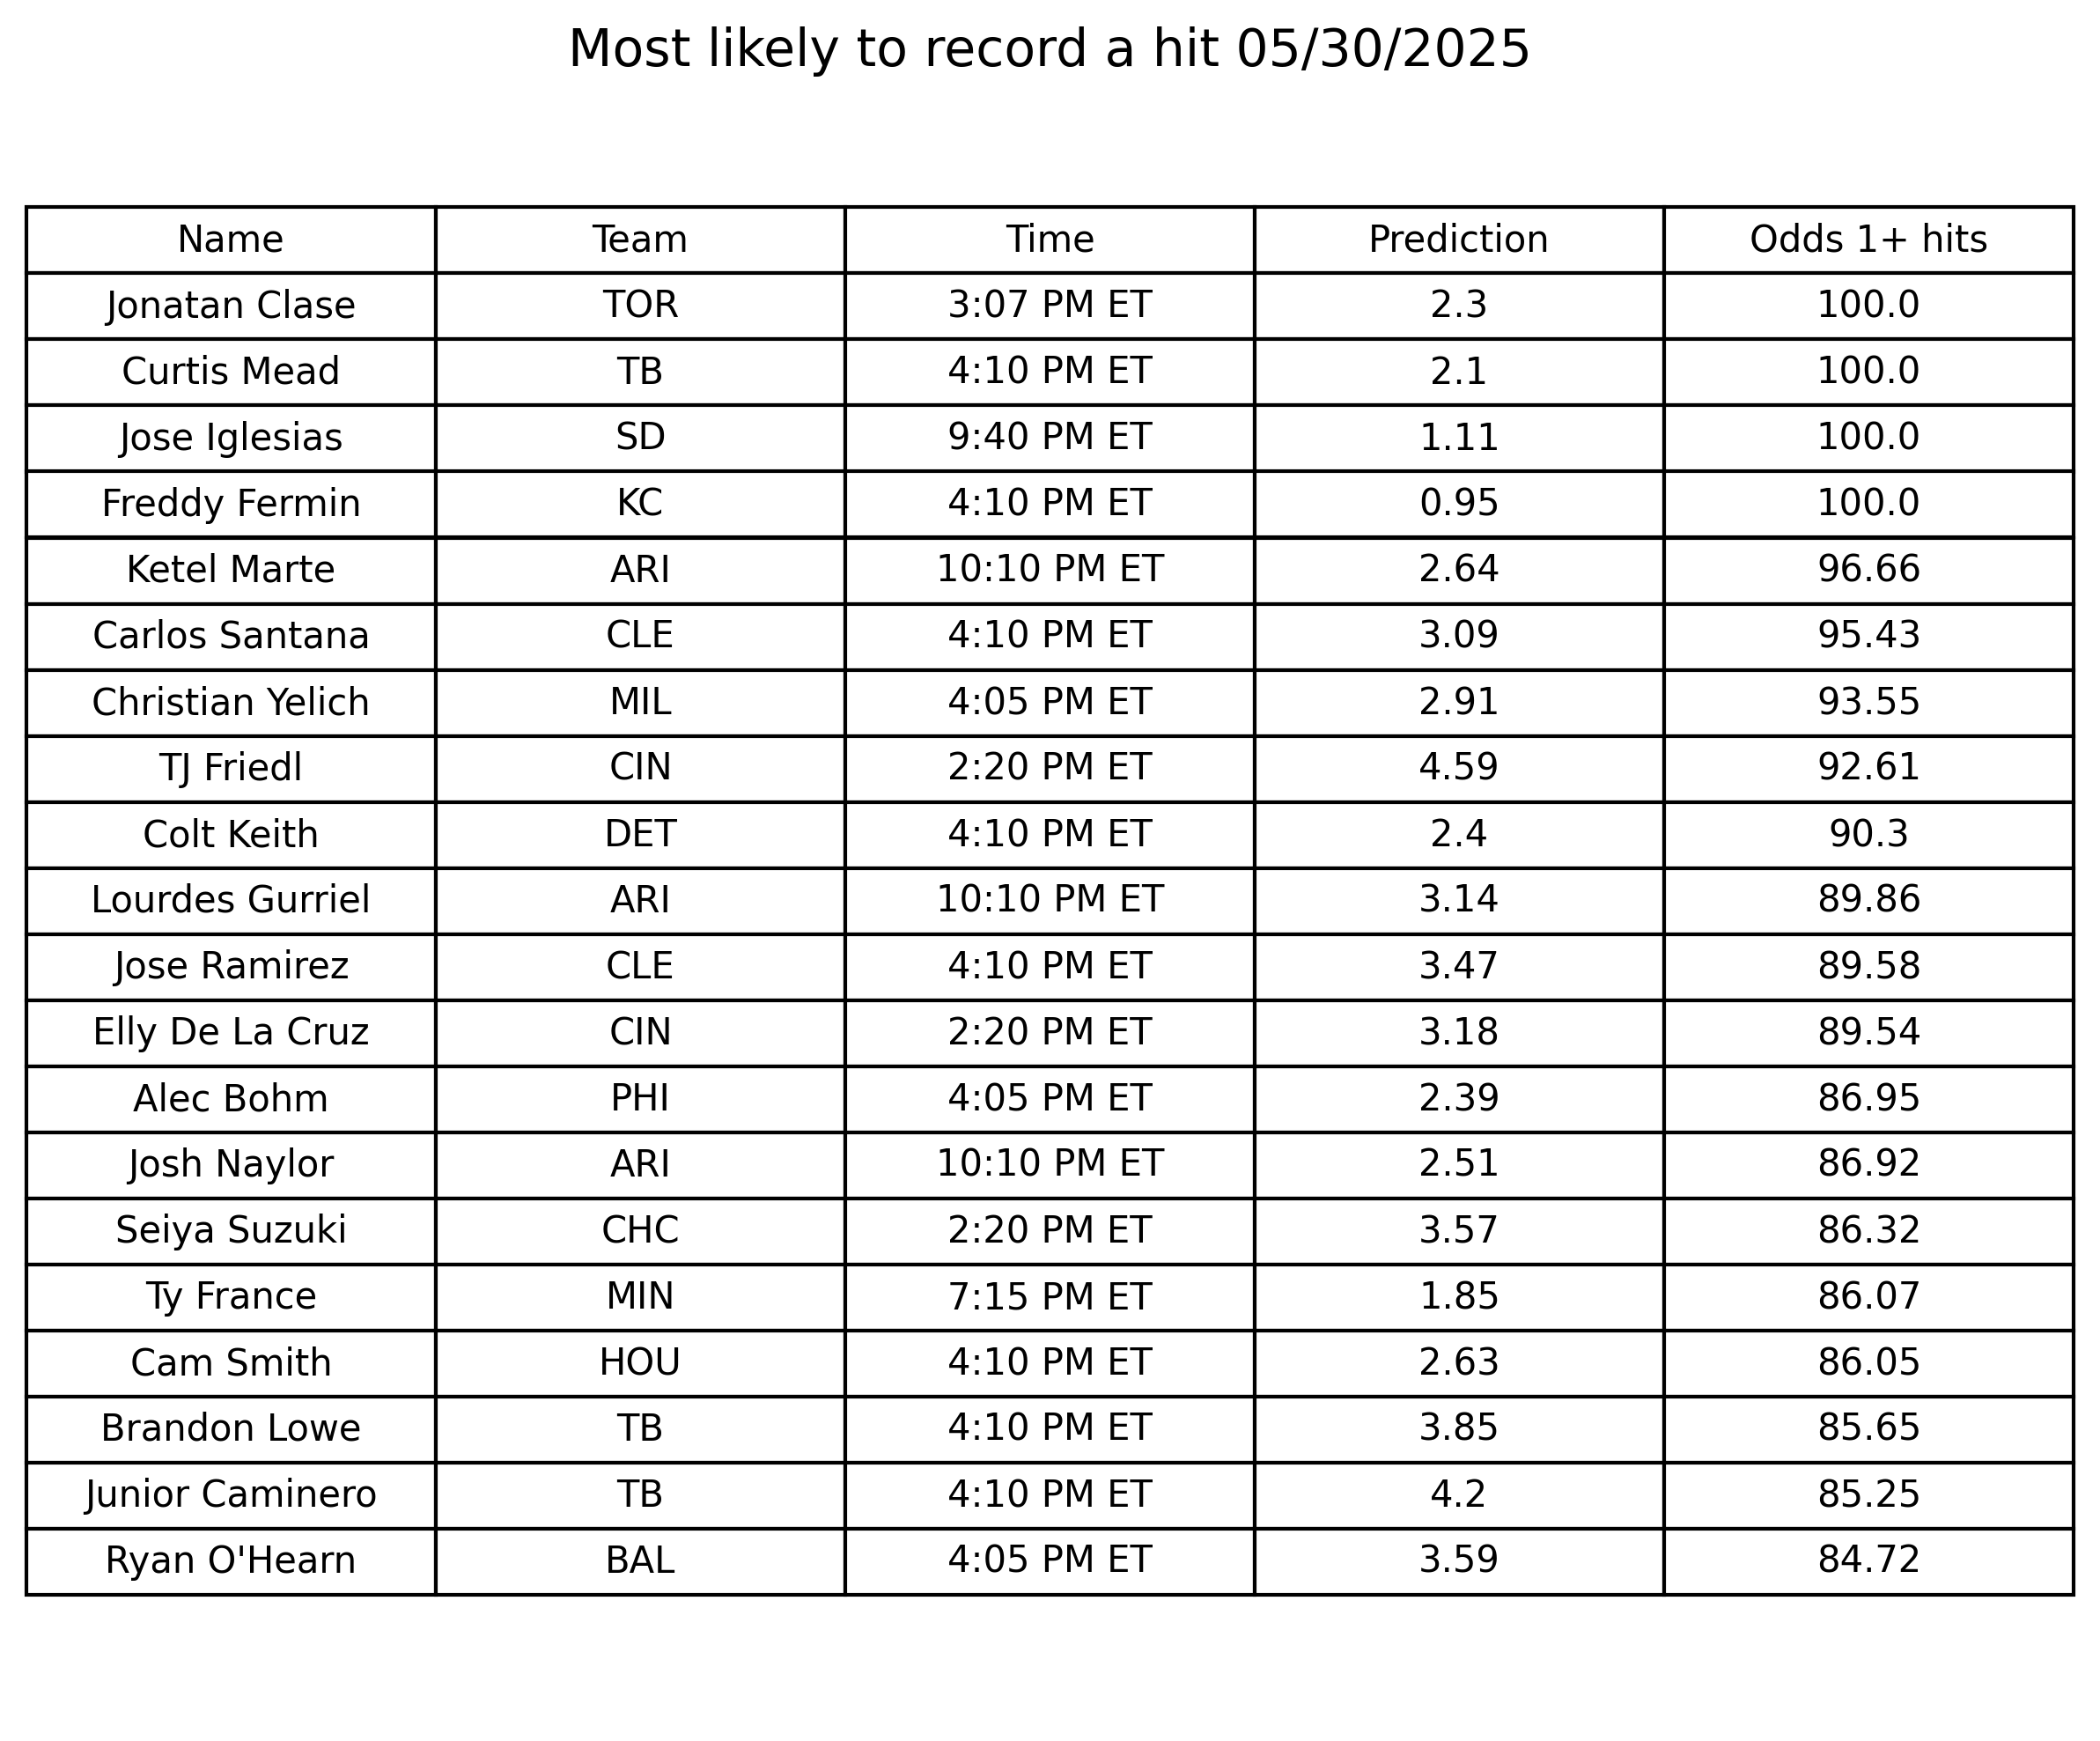 Most likely to record a hit 05/30/2025
Name Team Time Prediction Odds 1+ hits
Jonatan Clase TOR 3:07 PM ET 2.3 100.0
Curtis Mead TB 4:10 PM ET 2.1 100.0
Jose Iglesias SD 9:40 PM ET 1.11 100.0
Freddy Fermin KC 4:10 PM ET 0.95 100.0
Ketel Marte ARI 10:10 PM ET 2.64 96.66
Carlos Santana CLE 4:10 PM ET 3.09 95.43
Christian Yelich MIL 4:05 PM ET 2.91 93.55
TJ Friedl CIN 2:20 PM ET 4.59 92.61
Colt Keith DET 4:10 PM ET 2.4 90.3
Lourdes Gurriel ARI 10:10 PM ET 3.14 89.86
Jose Ramirez CLE 4:10 PM ET 3.47 89.58
Elly De La Cruz CIN 2:20 PM ET 3.18 89.54
Alec Bohm PHI 4:05 PM ET 2.39 86.95
Josh Naylor ARI 10:10 PM ET 2.51 86.92
Seiya Suzuki CHC 2:20 PM ET 3.57 86.32
Ty France MIN 7:15 PM ET 1.85 86.07
Cam Smith HOU 4:10 PM ET 2.63 86.05
Brandon Lowe TB 4:10 PM ET 3.85 85.65
Junior Caminero TB 4:10 PM ET 4.2 85.25
Ryan O'Hearn BAL 4:05 PM ET 3.59 84.72